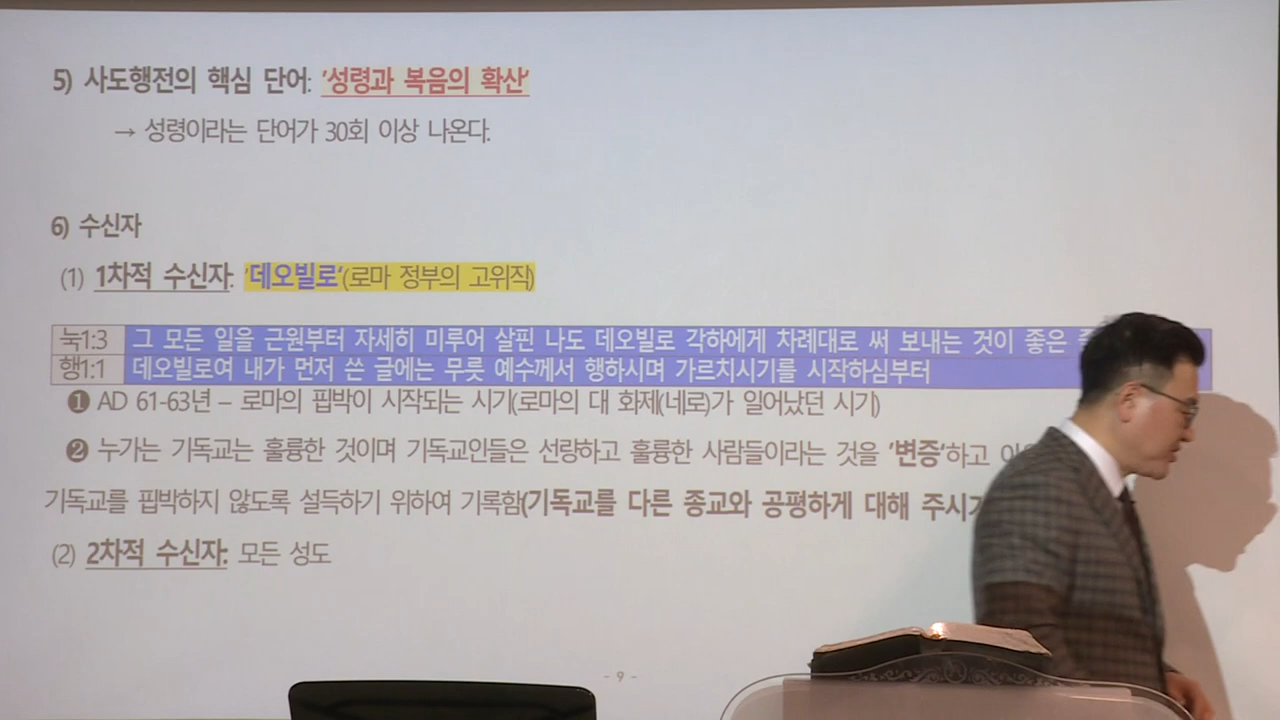 5) 사도행전의 핵심 단어: '성령과 복음의 확산'
→ 성령이라는 단어가 30회 이상 나온다.
6) 수신자
(1) 1차적 수신자: '데오빌로'(로마 정부의 고위직)
눅1:3 그 모든 일을 근원부터 자세히 미루어 살핀 나도 데오빌로 각하에게 차례대로 써 보내는 것이 좋은
행1:1 데오빌로여 내가 먼저 쓴 글에는 무릇 예수께서 행하시며 가르치시기를 시작하심부터
❶ AD 61-63년 – 로마의 핍박이 시작되는 시기(로마의 대 화제(네로)가 일어났던 시기)
❷ 누가는 기독교는 훌륭한 것이며 기독교인들은 선량하고 훌륭한 사람들이라는 것을 '변증'하고
기독교를 핍박하지 않도록 설득하기 위하여 기록함(기독교를 다른 종교와 공평하게 대해
(2) 2차적 수신자: 모든 성도
- 9 -